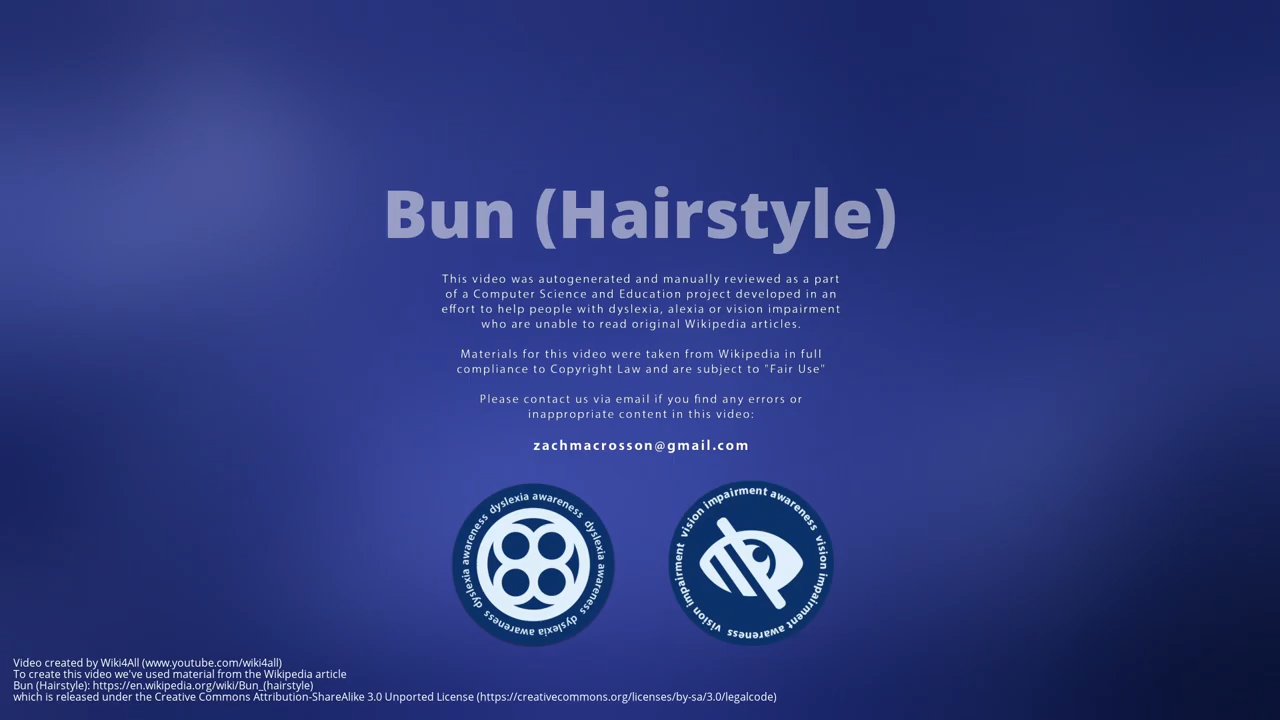 Bun (Hairstyle)
This video was autogenerated and manually reviewed as a part
of a Computer Science and Education project developed in an
effort to help people with dyslexia, alexia or vision impairment
who are unable to read original Wikipedia articles.
Materials for this video were taken from Wikipedia in full
compliance to Copyright Law and are subject to "Fair Use"
Please contact us via email if you find any errors or
inappropriate content in this video:
zachmacrosson@gmail.com
dyslexia awareness dyslexia awareness dyslexia awareness dyslexia awareness
vision impairment awareness vision impairment awareness vision impairment
Video created by Wiki4All (www.youtube.com/wiki4all)
To create this video we've used material from the Wikipedia article
Bun (Hairstyle): https://en.wikipedia.org/wiki/Bun_(hairstyle)
which is released under the Creative Commons Attribution-ShareAlike 3.0 Unported License (https://creativecommons.org/licenses/by-sa/3.0/legalcode)